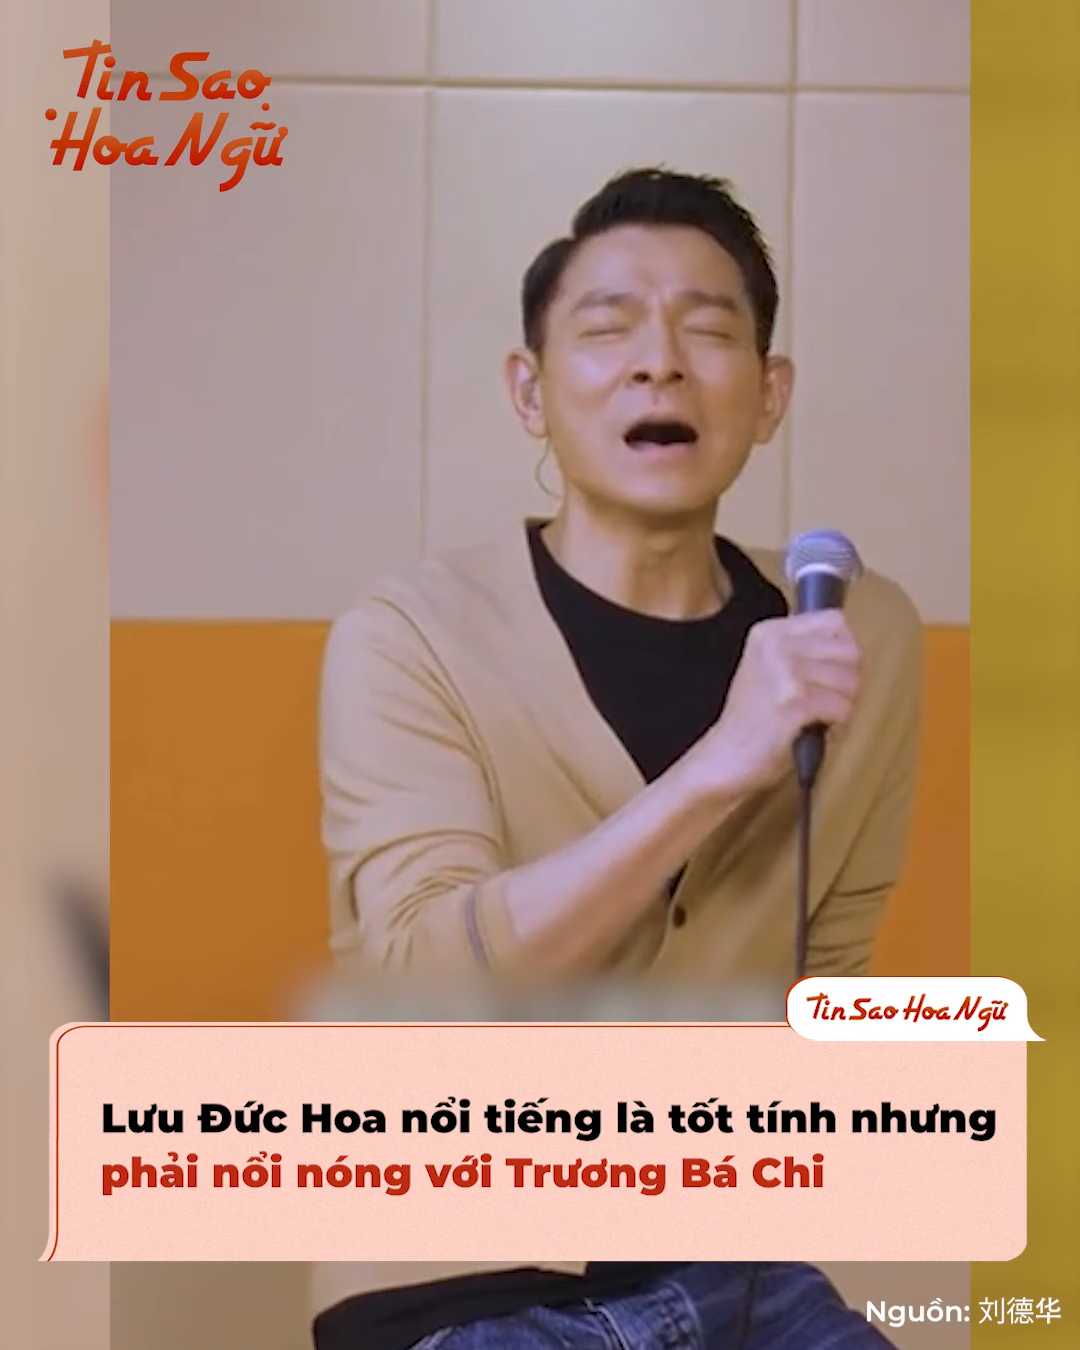 Tin Sao
Hoa Ngữ
Tin Sao Hoa Ngữ
Lưu Đức Hoa nổi tiếng là tốt tính nhưng
phải nổi nóng với Trương Bá Chi
Nguồn: 刘德华